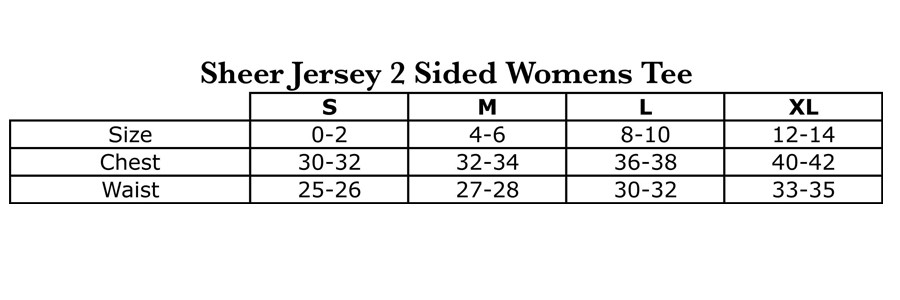 Sheer Jersey 2 Sided Womens Tee
S M L XL
Size 0-2 4-6 8-10 12-14
Chest 30-32 32-34 36-38 40-42
Waist 25-26 27-28 30-32 33-35